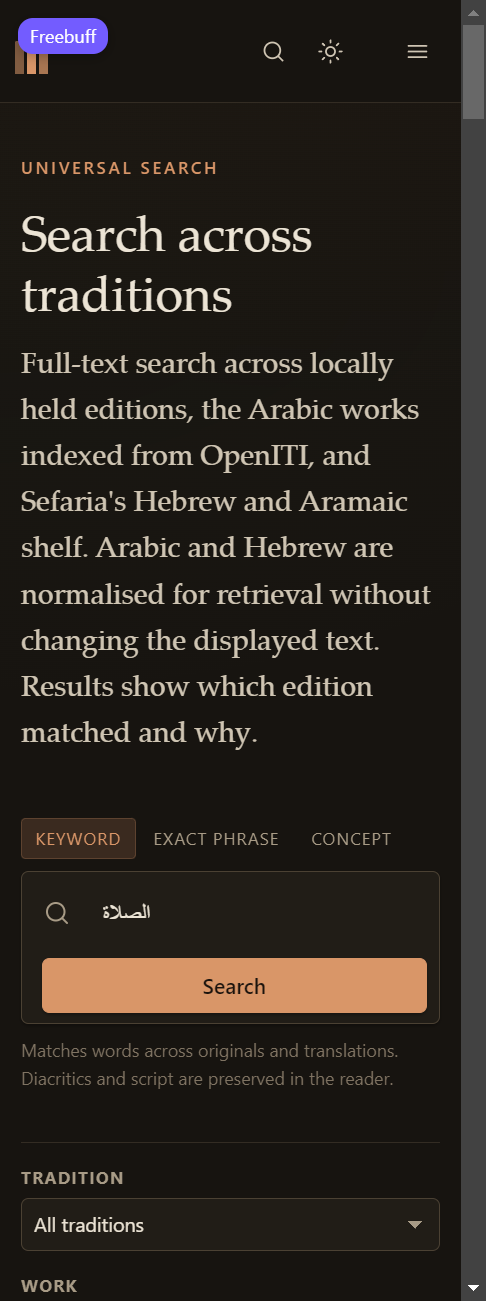 Freebuff
UNIVERSAL SEARCH
Search across
traditions
Full-text search across locally
held editions, the Arabic works
indexed from OpenITI, and
Sefaria's Hebrew and Aramaic
shelf. Arabic and Hebrew are
normalised for retrieval without
changing the displayed text.
Results show which edition
matched and why.
KEYWORD EXACT PHRASE CONCEPT
الصلاة
Search
Matches words across originals and translations.
Diacritics and script are preserved in the reader.
TRADITION
All traditions
WORK